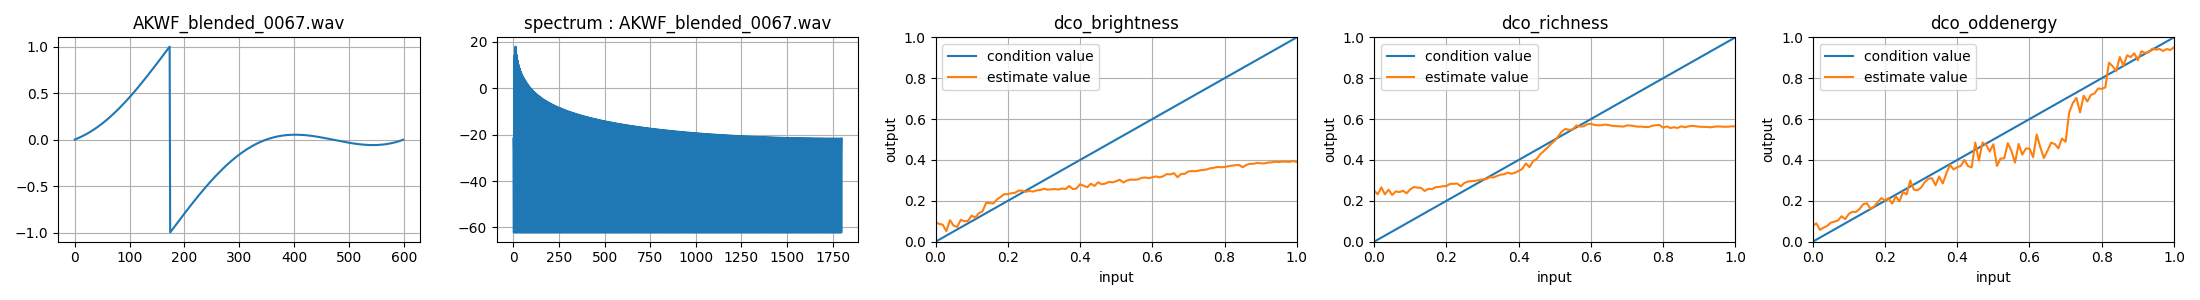 AKWF_blended_0067.wav
1.0
0.5
0.0
−0.5
−1.0
0 100 200 300 400 500 600
spectrum : AKWF_blended_0067.wav
20
0
−20
−40
−60
0 250 500 750 1000 1250 1500 1750
dco_brightness
condition value
estimate value
output
1.0
0.8
0.6
0.4
0.2
0.0
0.0 0.2 0.4 0.6 0.8 1.0
input
dco_richness
condition value
estimate value
output
1.0
0.8
0.6
0.4
0.2
0.0
0.0 0.2 0.4 0.6 0.8 1.0
input
dco_oddenergy
condition value
estimate value
output
1.0
0.8
0.6
0.4
0.2
0.0
0.0 0.2 0.4 0.6 0.8 1.0
input